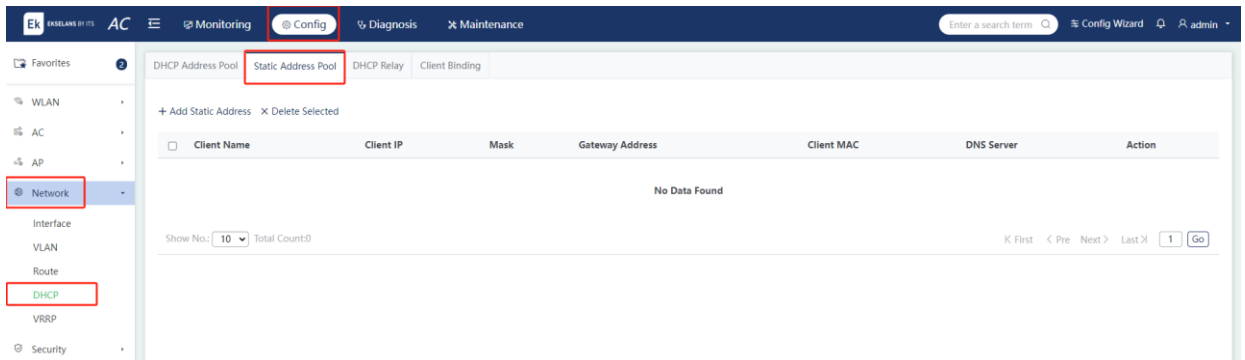 Ek EKSELANS BY ITS AC Monitoring Config Diagnosis Maintenance Enter a search term Config Wizard admin
Favorites 2
DHCP Address Pool Static Address Pool DHCP Relay Client Binding
WLAN
+ Add Static Address × Delete Selected
AC
Client Name Client IP Mask Gateway Address Client MAC DNS Server Action
AP
Network
No Data Found
Interface
Show No.: 10 Total Count:0 First Pre Next Last 1 Go
VLAN
Route
DHCP
VRRP
Security